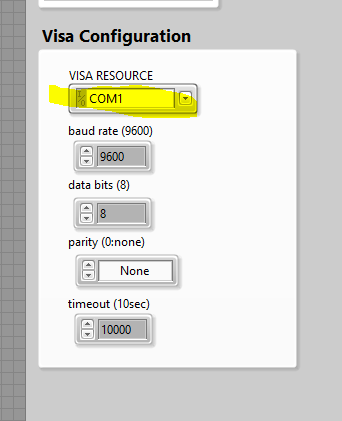 Visa Configuration
VISA RESOURCE
COM1
baud rate (9600)
9600
data bits (8)
8
parity (0:none)
None
timeout (10sec)
10000